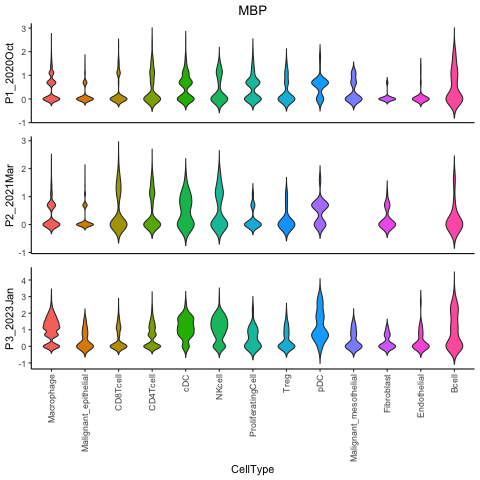 MBP
P1_2020Oct
3
2
1
0
-1
P2_2021Mar
3
2
1
0
-1
P3_2023Jan
4
3
2
1
0
-1
Macrophage
Malignant_epithelial
CD8Tcell
CD4Tcell
cDC
NKcell
ProliferatingCell
Treg
pDC
Malignant_mesothelial
Fibroblast
Endothelial
Bcell
CellType